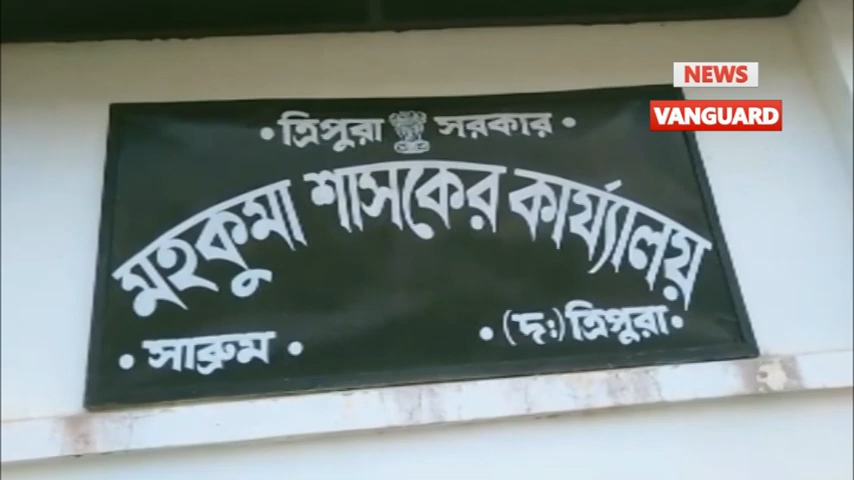 NEWS
VANGUARD
• ত্রিপুরা সরকার •
মহকুমা শাসকের কার্য্যালয়
• সাব্রুম •
• (দঃ) ত্রিপুরা •